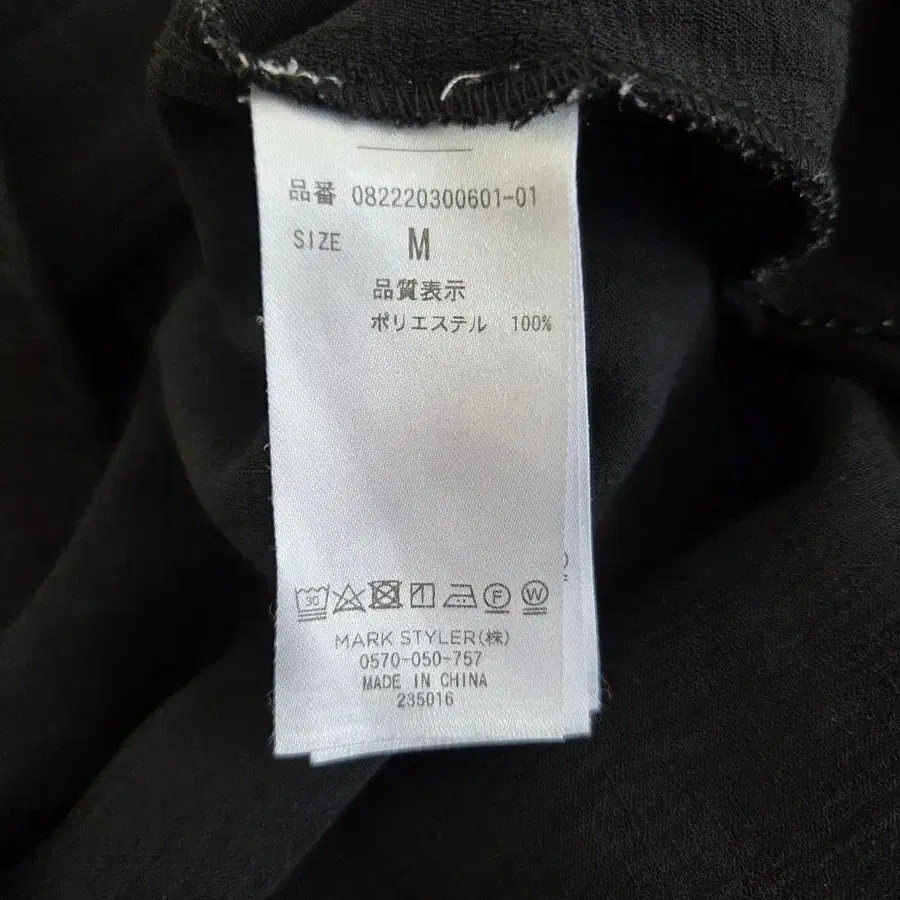 品番 082220300601-01
SIZE M
品質表示
ポリエステル 100%
30 F W
MARK STYLER(株)
0570-050-757
MADE IN CHINA
235016